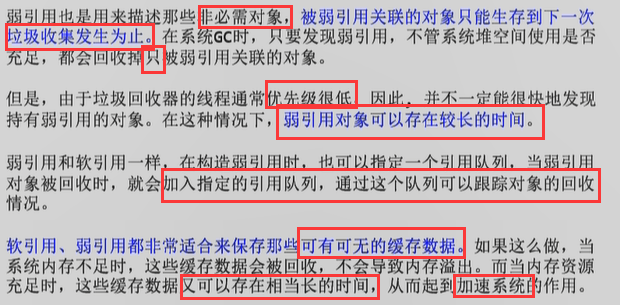 弱引用也是用来描述那些非必需对象，被弱引用关联的对象只能生存到下一次
垃圾收集发生为止。在系统GC时，只要发现弱引用，不管系统堆空间使用是否
充足，都会回收掉只被弱引用关联的对象。
但是，由于垃圾回收器的线程通常优先级很低，因此，并不一定能很快地发现
持有弱引用的对象。在这种情况下，弱引用对象可以存在较长的时间。
弱引用和软引用一样，在构造弱引用时，也可以指定一个引用队列，当弱引用
对象被回收时，就会加入指定的引用队列，通过这个队列可以跟踪对象的回收
情况。
软引用、弱引用都非常适合来保存那些可有可无的缓存数据。如果这么做，当
系统内存不足时，这些缓存数据会被回收，不会导致内存溢出。而当内存资源
充足时，这些缓存数据又可以存在相当长的时间，从而起到加速系统的作用。